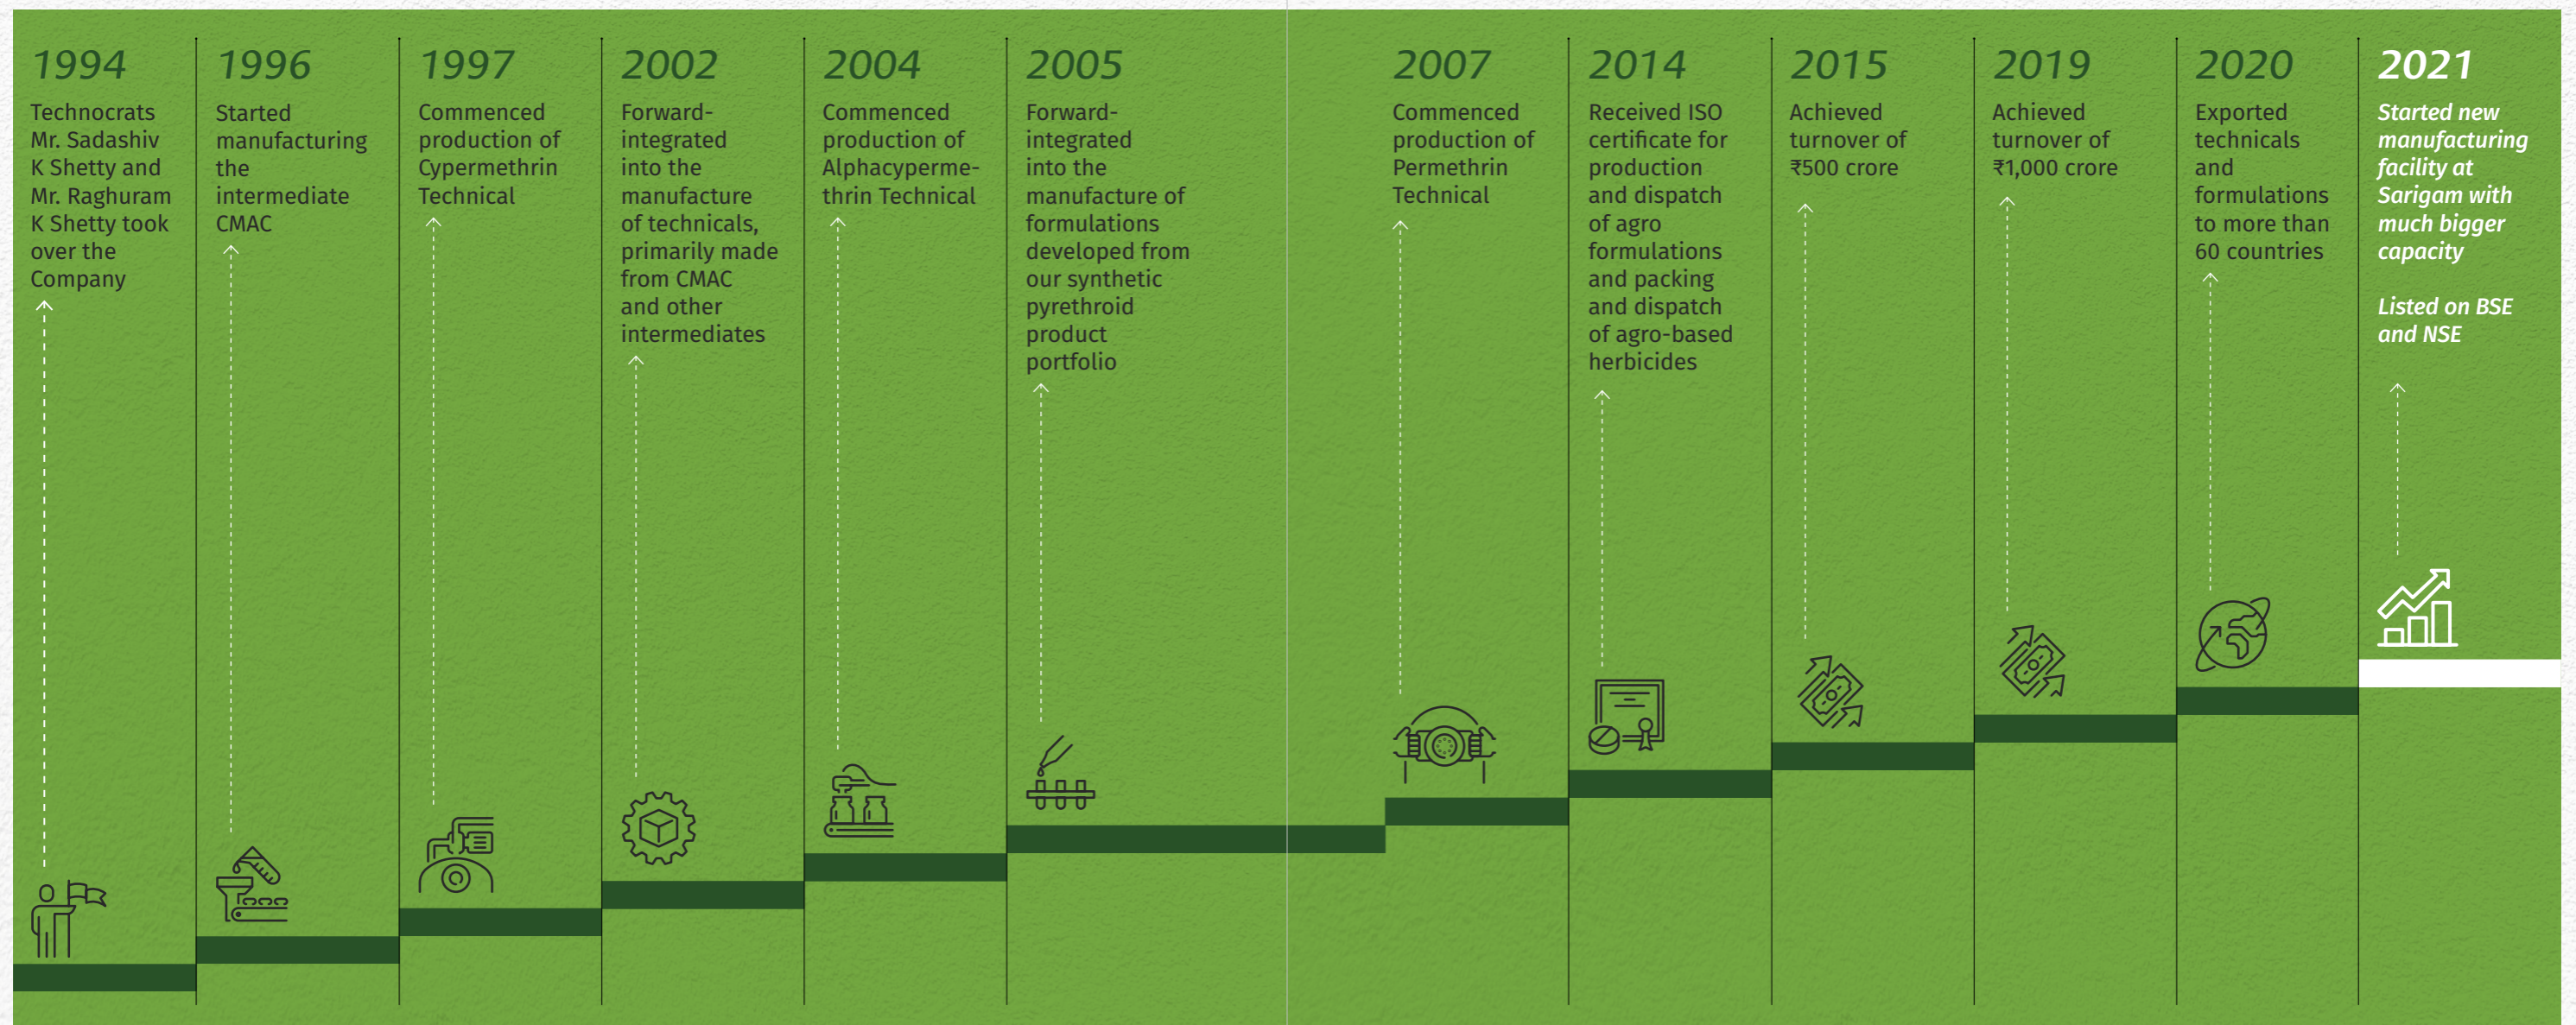 1994
Technocrats
Mr. Sadashiv
K Shetty and
Mr. Raghuram
K Shetty took
over the
Company
1996
Started
manufacturing
the
intermediate
CMAC
1997
Commenced
production of
Cypermethrin
Technical
2002
Forward-
integrated
into the
manufacture
of technicals,
primarily made
from CMAC
and other
intermediates
2004
Commenced
production of
Alphacyperme-
thrin Technical
2005
Forward-
integrated
into the
manufacture of
formulations
developed from
our synthetic
pyrethroid
product
portfolio
2007
Commenced
production of
Permethrin
Technical
2014
Received ISO
certificate for
production
and dispatch
of agro
formulations
and packing
and dispatch
of agro-based
herbicides
2015
Achieved
turnover of
₹500 crore
2019
Achieved
turnover of
₹1,000 crore
2020
Exported
technicals
and
formulations
to more than
60 countries
2021
Started new
manufacturing
facility at
Sarigam with
much bigger
capacity
Listed on BSE
and NSE